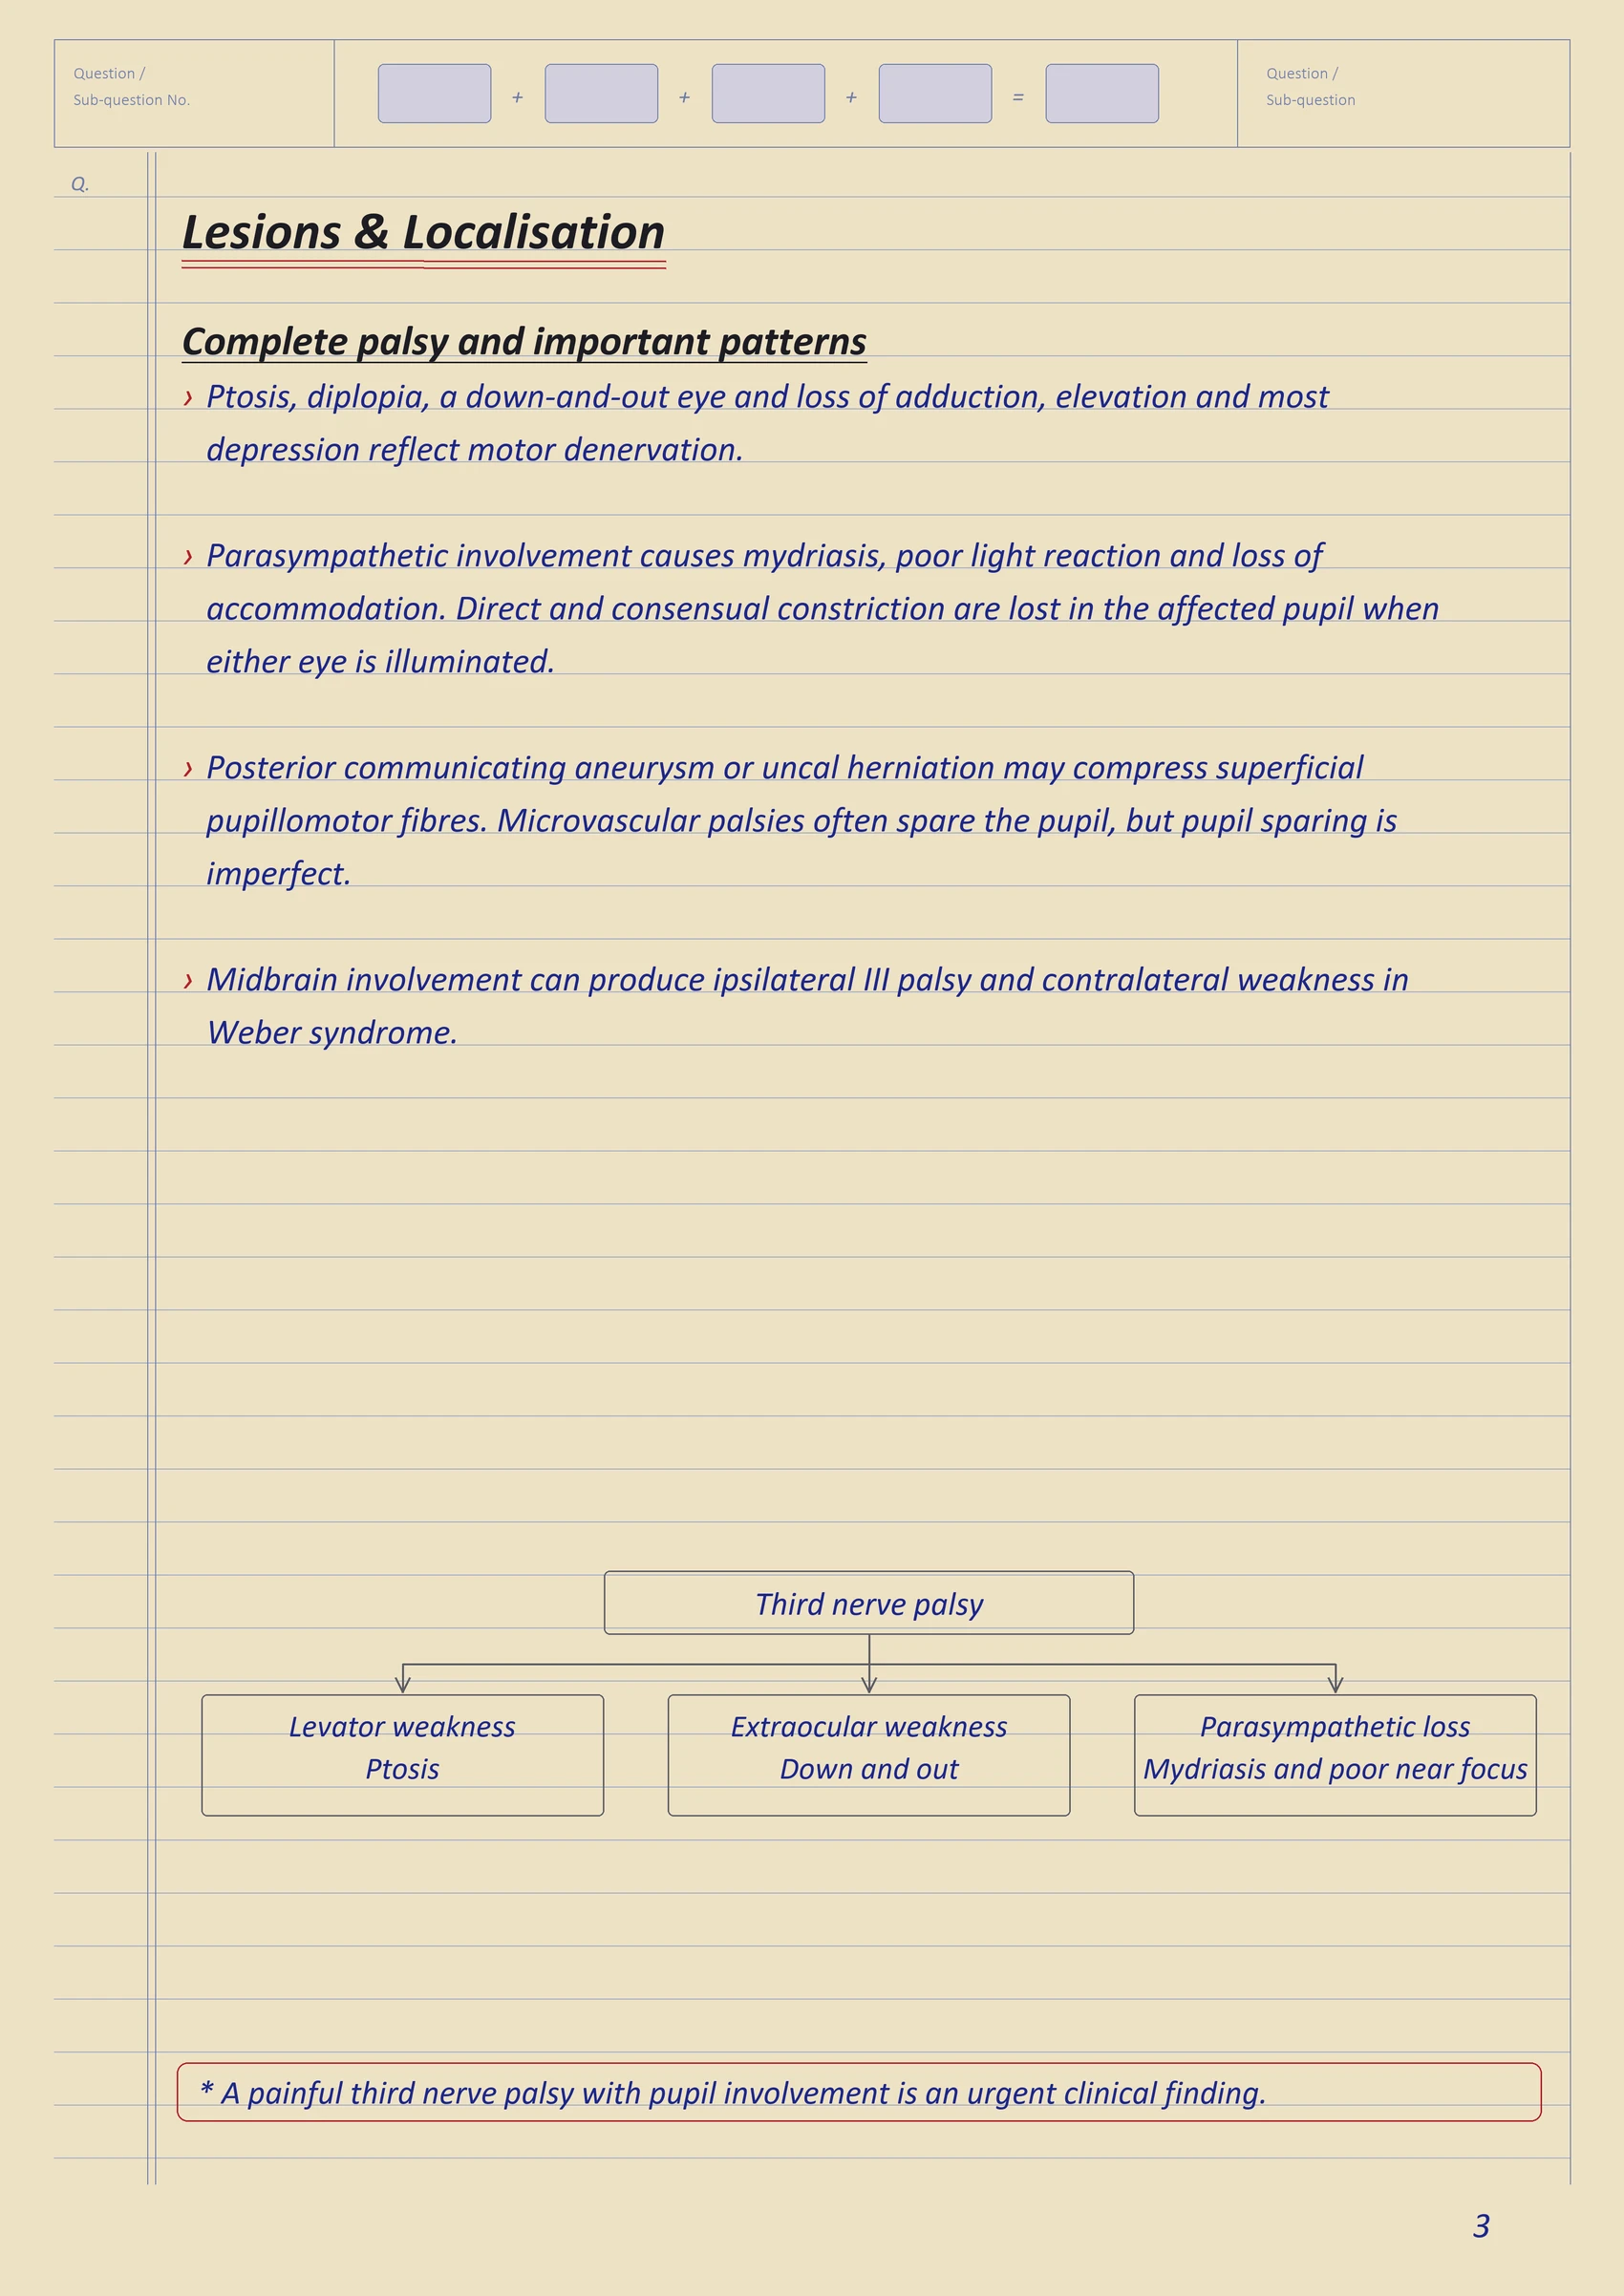 Question /
Sub-question No.
+ + + =
Question /
Sub-question
Q.
Lesions & Localisation
Complete palsy and important patterns
› Ptosis, diplopia, a down-and-out eye and loss of adduction, elevation and most
depression reflect motor denervation.
› Parasympathetic involvement causes mydriasis, poor light reaction and loss of
accommodation. Direct and consensual constriction are lost in the affected pupil when
either eye is illuminated.
› Posterior communicating aneurysm or uncal herniation may compress superficial
pupillomotor fibres. Microvascular palsies often spare the pupil, but pupil sparing is
imperfect.
› Midbrain involvement can produce ipsilateral III palsy and contralateral weakness in
Weber syndrome.
Third nerve palsy
Levator weakness
Ptosis
Extraocular weakness
Down and out
Parasympathetic loss
Mydriasis and poor near focus
* A painful third nerve palsy with pupil involvement is an urgent clinical finding.
3